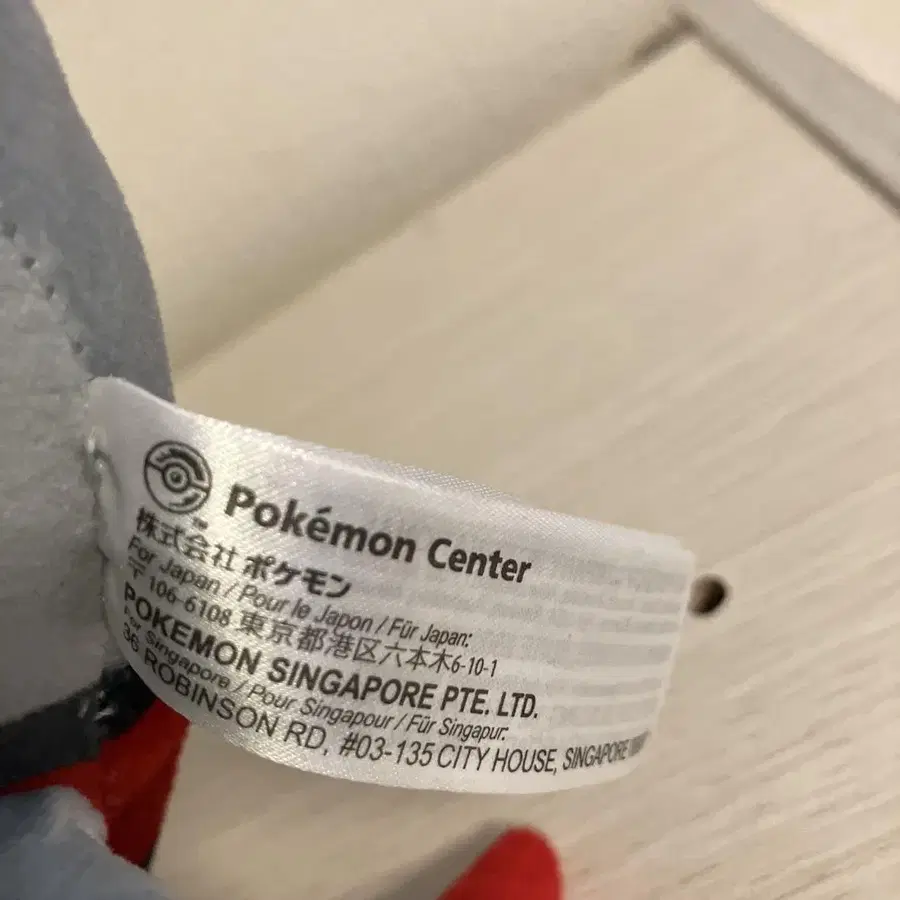 Pokémon Center
TM
株式会社 ポケモン
For Japan / Pour le Japon / Für Japan:
〒106-6108 東京都港区六本木6-10-1
POKEMON SINGAPORE PTE. LTD.
For Singapore / Pour Singapour / Für Singapur:
36 ROBINSON RD, #03-135 CITY HOUSE, SINGAPORE